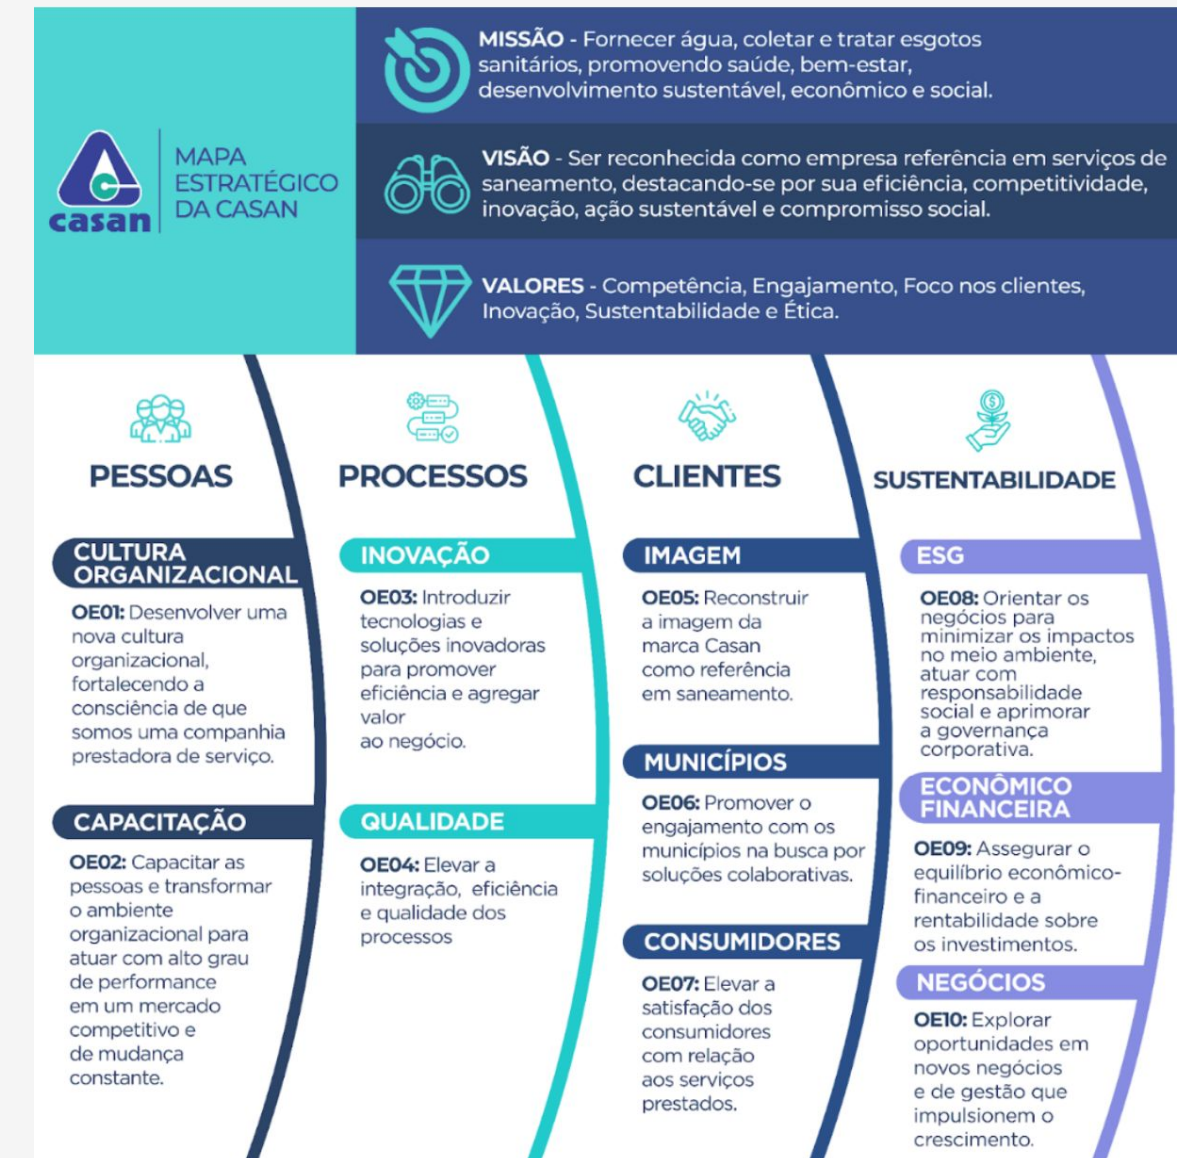 casan
MAPA
ESTRATÉGICO
DA CASAN
MISSÃO - Fornecer água, coletar e tratar esgotos
sanitários, promovendo saúde, bem-estar,
desenvolvimento sustentável, econômico e social.
VISÃO - Ser reconhecida como empresa referência em serviços de
saneamento, destacando-se por sua eficiência, competitividade,
inovação, ação sustentável e compromisso social.
VALORES - Competência, Engajamento, Foco nos clientes,
Inovação, Sustentabilidade e Ética.
PESSOAS
CULTURA
ORGANIZACIONAL
OE01: Desenvolver uma
nova cultura
organizacional,
fortalecendo a
consciência de que
somos uma companhia
prestadora de serviço.
CAPACITAÇÃO
OE02: Capacitar as
pessoas e transformar
o ambiente
organizacional para
atuar com alto grau
de performance
em um mercado
competitivo e
de mudança
constante.
PROCESSOS
INOVAÇÃO
OE03: Introduzir
tecnologias e
soluções inovadoras
para promover
eficiência e agregar
valor
ao negócio.
QUALIDADE
OE04: Elevar a
integração, eficiência
e qualidade dos
processos
CLIENTES
IMAGEM
OE05: Reconstruir
a imagem da
marca Casan
como referência
em saneamento.
MUNICÍPIOS
OE06: Promover o
engajamento com os
municípios na busca por
soluções colaborativas.
CONSUMIDORES
OE07: Elevar a
satisfação dos
consumidores
com relação
aos serviços
prestados.
SUSTENTABILIDADE
ESG
OE08: Orientar os
negócios para
minimizar os impactos
no meio ambiente,
atuar com
responsabilidade
social e aprimorar
a governança
corporativa.
ECONÔMICO
FINANCEIRA
OE09: Assegurar o
equilíbrio econômico-
financeiro e a
rentabilidade sobre
os investimentos.
NEGÓCIOS
OE10: Explorar
oportunidades em
novos negócios
e de gestão que
impulsionem o
crescimento.